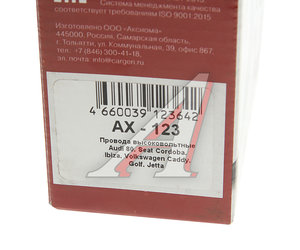 Система менеджмента качества
соответствует требованиям ISO 9001:2015
Изготовлено ООО «Аксиома»
445000, Россия, Самарская область,
г. Тольятти, ул. Коммунальная, 39, офис 867,
т. +7 (846) 300-41-18
эл. почта: info@cargen.ru
4 660039 123642
AX - 123
Провода высоковольтные
Audi 80, Seat Cordoba,
Ibiza, Volkswagen Caddy,
Golf, Jetta